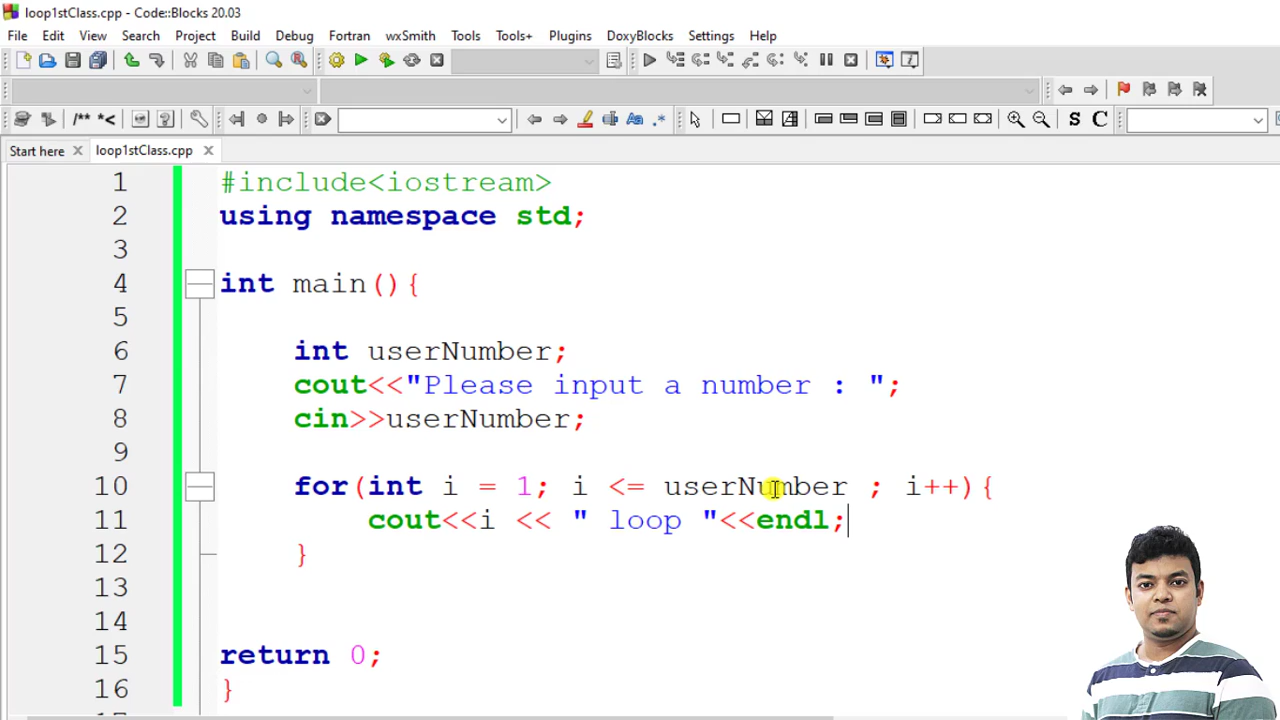 loop1stClass.cpp - Code::Blocks 20.03
File Edit View Search Project Build Debug Fortran wxSmith Tools Tools+ Plugins DoxyBlocks Settings Help
/** *< S C
Start here loop1stClass.cpp
1 #include<iostream>
2 using namespace std;
3
4 int main(){
5
6 int userNumber;
7 cout<<"Please input a number : ";
8 cin>>userNumber;
9
10 for(int i = 1; i <= userNumber ; i++){
11 cout<<i << " loop "<<endl;
12 }
13
14
15 return 0;
16 }